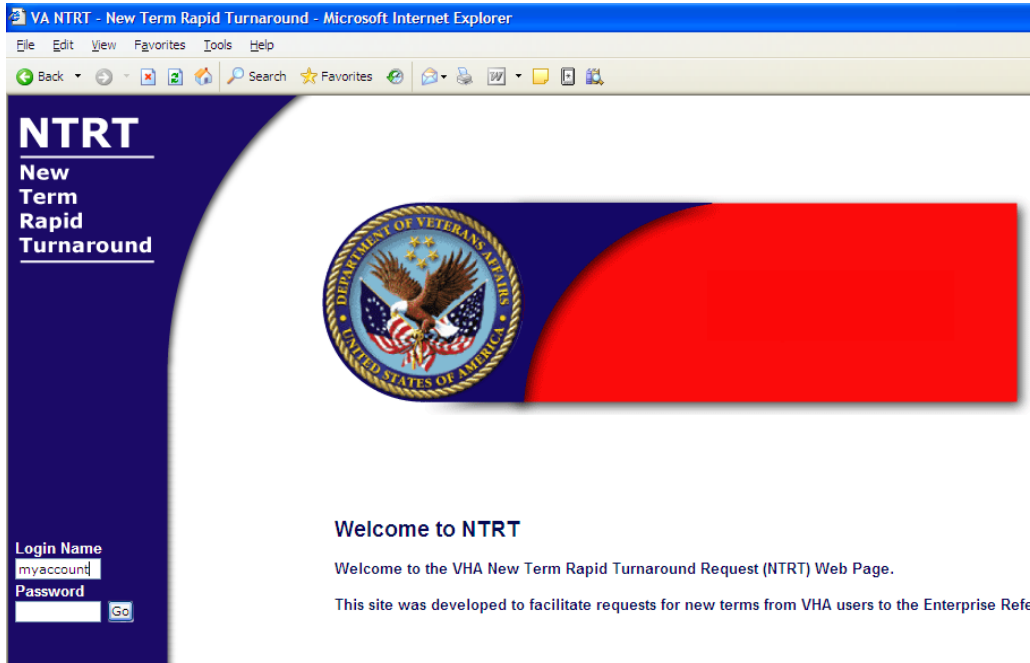 VA NTRT - New Term Rapid Turnaround - Microsoft Internet Explorer
File Edit View Favorites Tools Help
Back Search Favorites
NTRT
New
Term
Rapid
Turnaround
DEPARTMENT OF VETERANS AFFAIRS
UNITED STATES OF AMERICA
Welcome to NTRT
Welcome to the VHA New Term Rapid Turnaround Request (NTRT) Web Page.
This site was developed to facilitate requests for new terms from VHA users to the Enterprise Refe
Login Name
myaccount
Password
Go